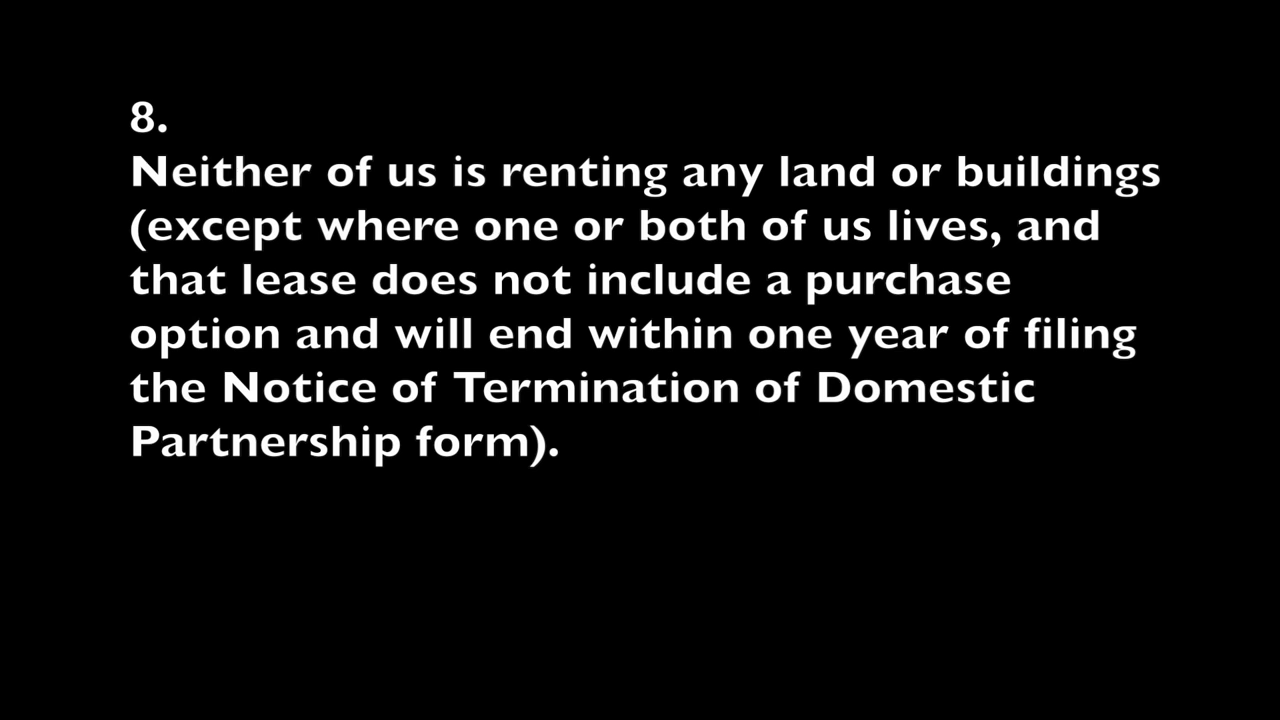 8.
Neither of us is renting any land or buildings
(except where one or both of us lives, and
that lease does not include a purchase
option and will end within one year of filing
the Notice of Termination of Domestic
Partnership form).